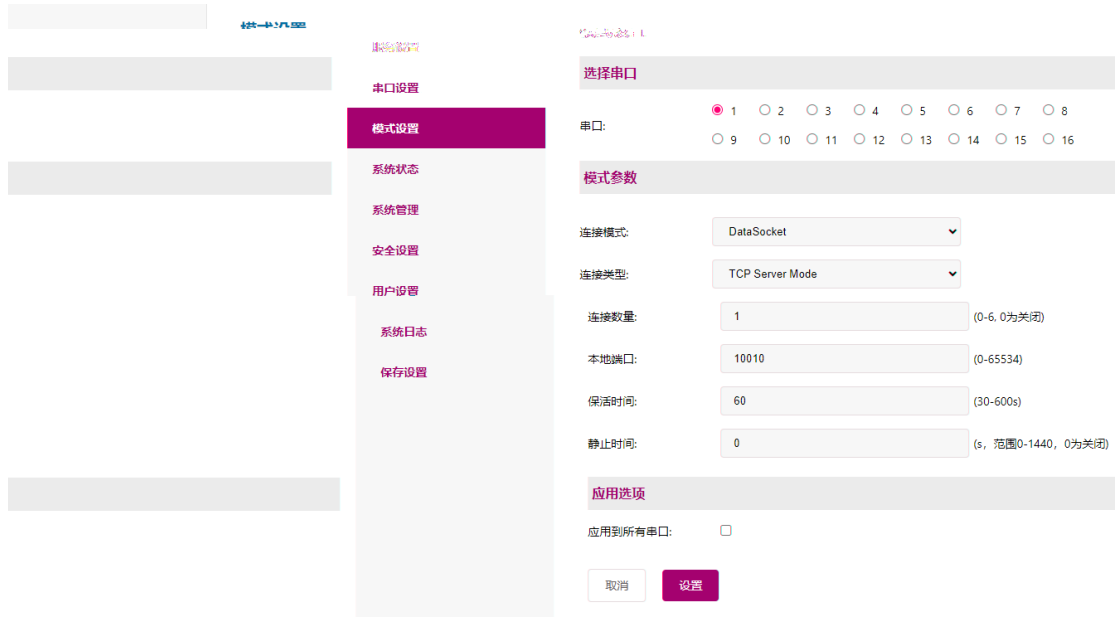 模式设置
串口设置
模式设置
系统状态
系统管理
安全设置
用户设置
系统日志
保存设置
选择串口
串口:
1 2 3 4 5 6 7 8
9 10 11 12 13 14 15 16
模式参数
连接模式: DataSocket
连接类型: TCP Server Mode
连接数量: 1 (0-6, 0为关闭)
本地端口: 10010 (0-65534)
保活时间: 60 (30-600s)
静止时间: 0 (s，范围0-1440，0为关闭)
应用选项
应用到所有串口:
取消 设置